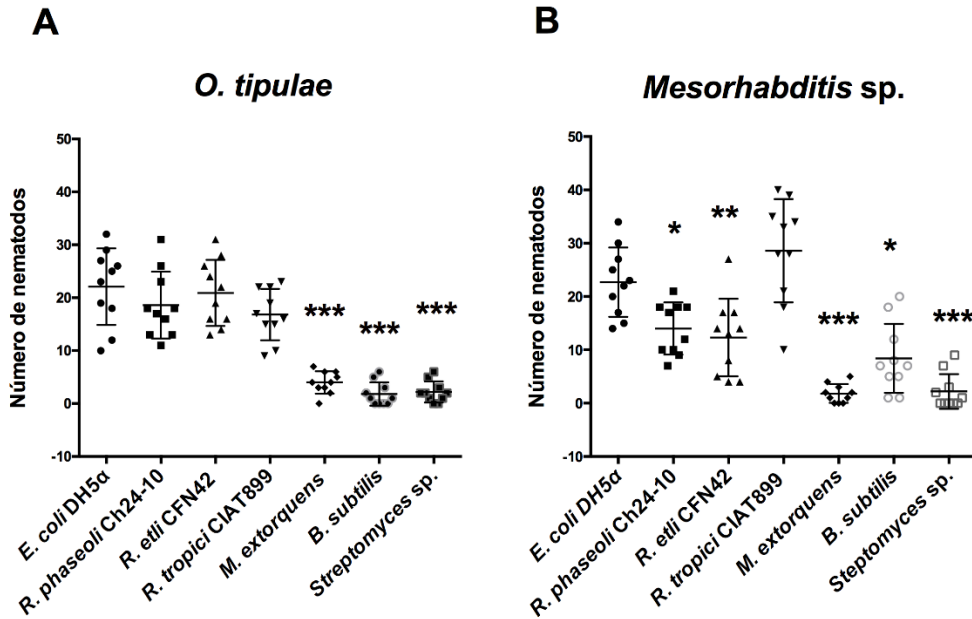 A
O. tipulae
Número de nematodos
50
40
30
20
10
0
-10
***
***
***
E. coli DH5α
R. phaseoli Ch24-10
R. etli CFN42
R. tropici CIAT899
M. extorquens
B. subtilis
Streptomyces sp.
B
Mesorhabditis sp.
Número de nematodos
50
40
30
20
10
0
-10
*
**
***
*
***
E. coli DH5α
R. phaseoli Ch24-10
R. etli CFN42
R. tropici CIAT899
M. extorquens
B. subtilis
Steptomyces sp.